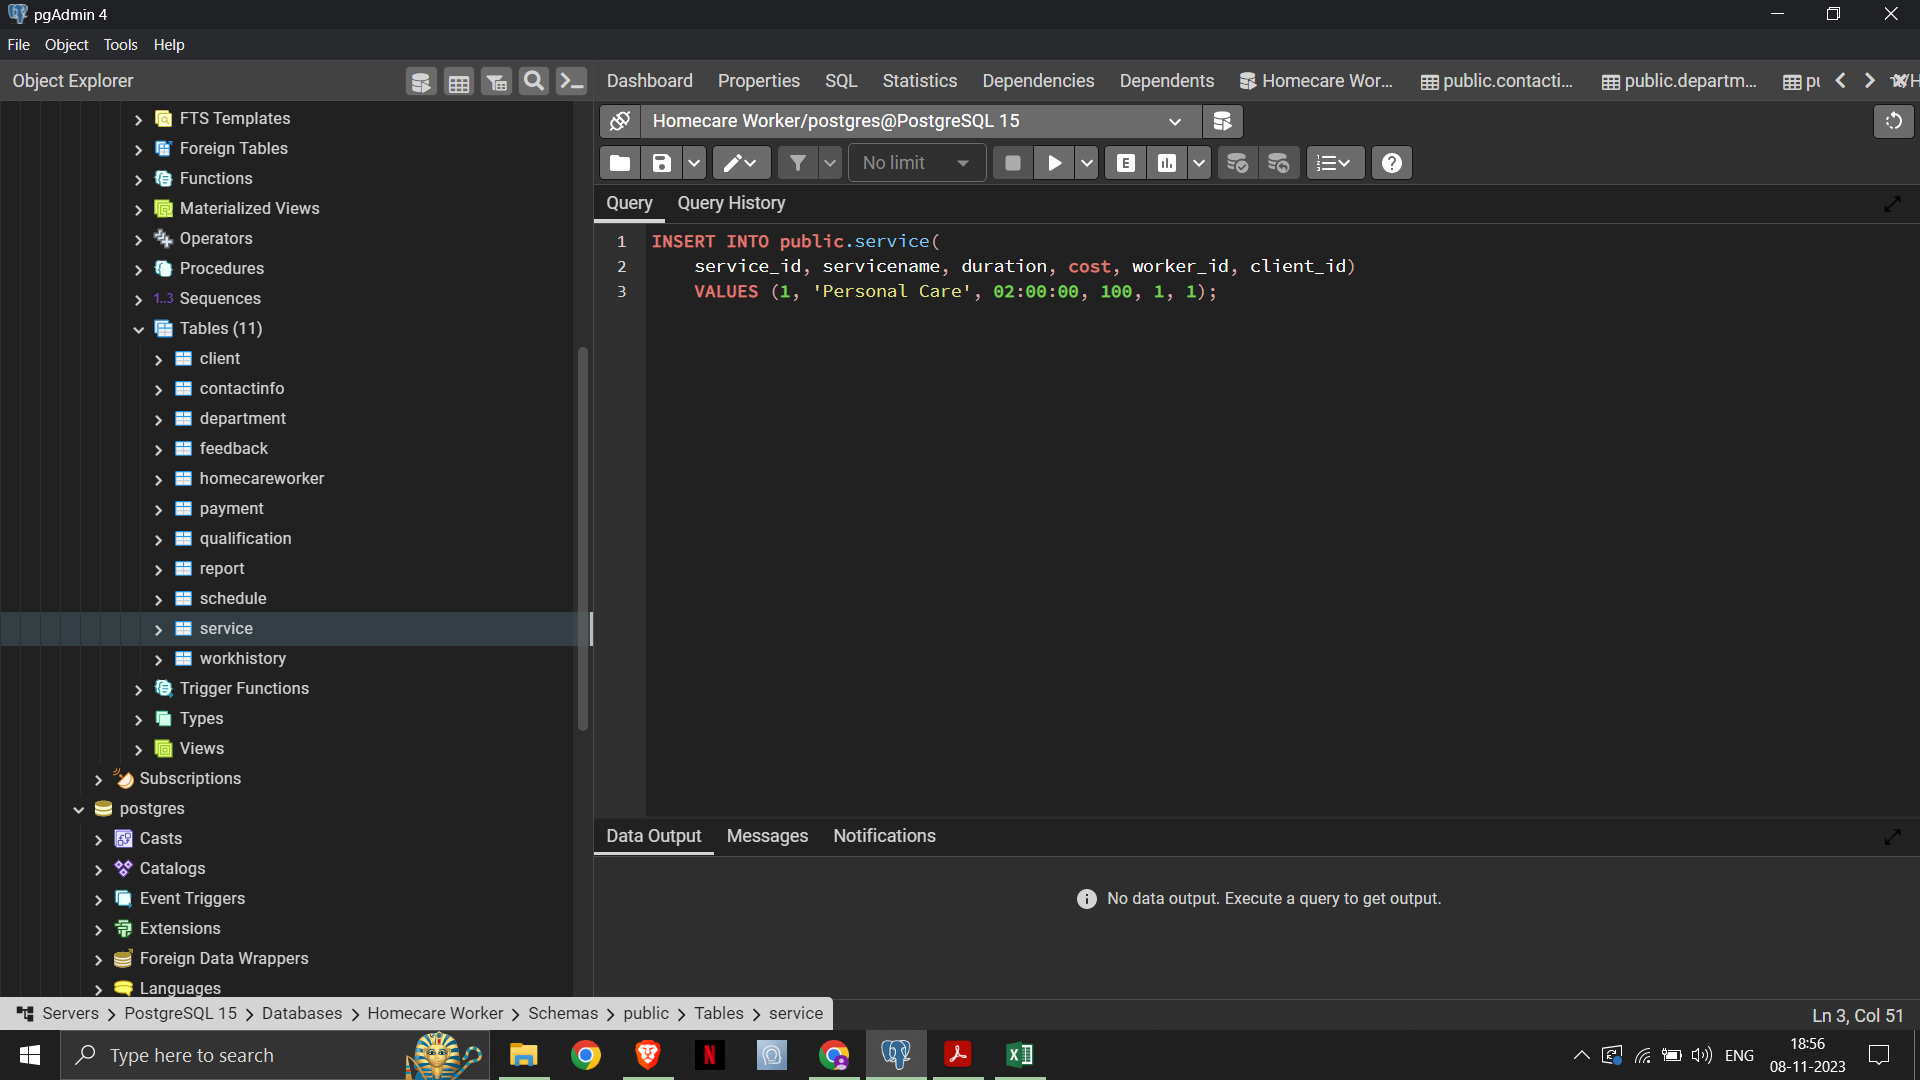 pgAdmin 4
File Object Tools Help
Object Explorer
Dashboard Properties SQL Statistics Dependencies Dependents Homecare Wor... public.contacti... public.departm... pu
Homecare Worker/postgres@PostgreSQL 15
No limit
E
Query Query History
1 INSERT INTO public.service(
2 service_id, servicename, duration, cost, worker_id, client_id)
3 VALUES (1, 'Personal Care', 02:00:00, 100, 1, 1);
FTS Templates
Foreign Tables
Functions
Materialized Views
Operators
Procedures
1..3 Sequences
Tables (11)
client
contactinfo
department
feedback
homecareworker
payment
qualification
report
schedule
service
workhistory
Trigger Functions
Types
Views
Subscriptions
postgres
Casts
Catalogs
Event Triggers
Extensions
Foreign Data Wrappers
Languages
Data Output Messages Notifications
No data output. Execute a query to get output.
Servers > PostgreSQL 15 > Databases > Homecare Worker > Schemas > public > Tables > service
Ln 3, Col 51
Type here to search
ENG
18:56
08-11-2023